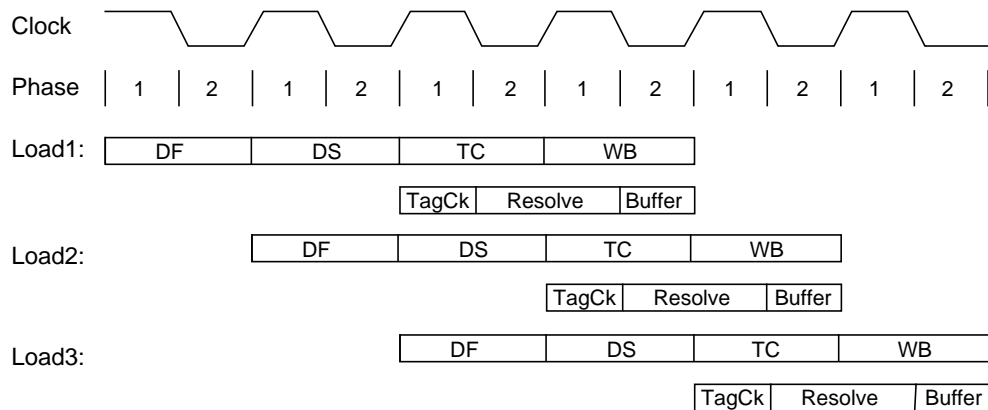 Clock
Phase 1 2 1 2 1 2 1 2 1 2 1 2
Load1: DF DS TC WB
TagCk Resolve Buffer
Load2: DF DS TC WB
TagCk Resolve Buffer
Load3: DF DS TC WB
TagCk Resolve Buffer